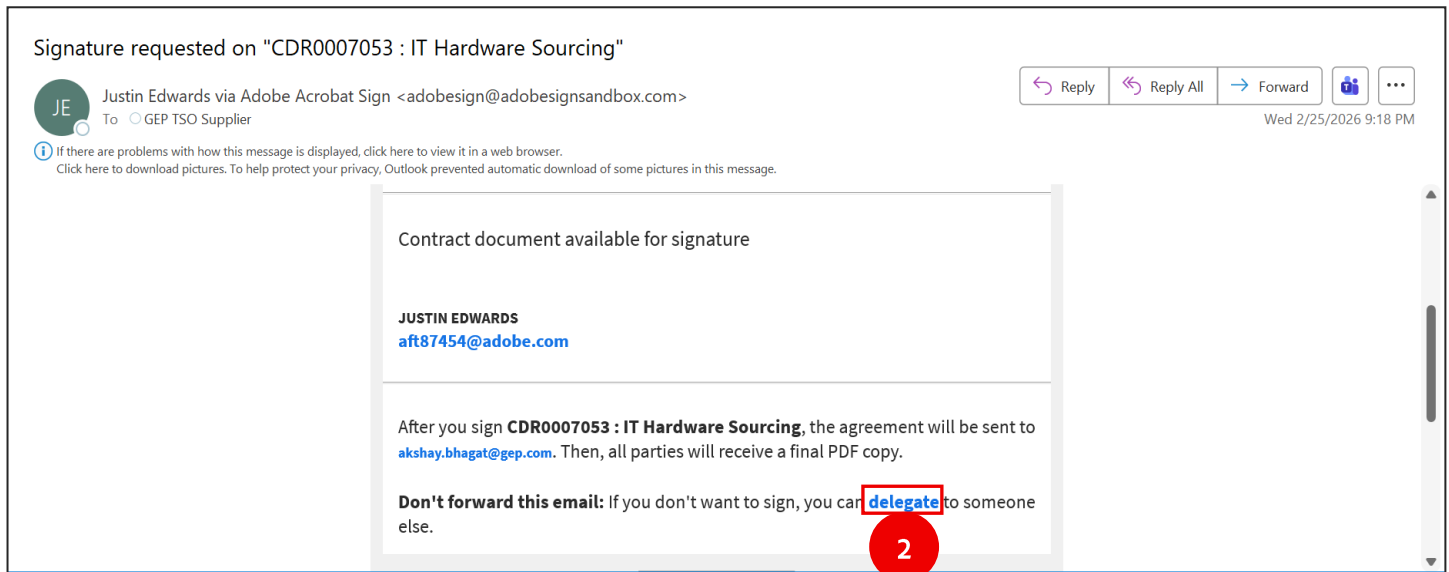 Signature requested on "CDR0007053 : IT Hardware Sourcing"
JE
Justin Edwards via Adobe Acrobat Sign <adobesign@adobesignsandbox.com>
To GEP TSO Supplier
Reply
Reply All
Forward
Wed 2/25/2026 9:18 PM
If there are problems with how this message is displayed, click here to view it in a web browser.
Click here to download pictures. To help protect your privacy, Outlook prevented automatic download of some pictures in this message.
Contract document available for signature
JUSTIN EDWARDS
aft87454@adobe.com
After you sign CDR0007053 : IT Hardware Sourcing, the agreement will be sent to
akshay.bhagat@gep.com. Then, all parties will receive a final PDF copy.
Don't forward this email: If you don't want to sign, you can delegate to someone
else.
2